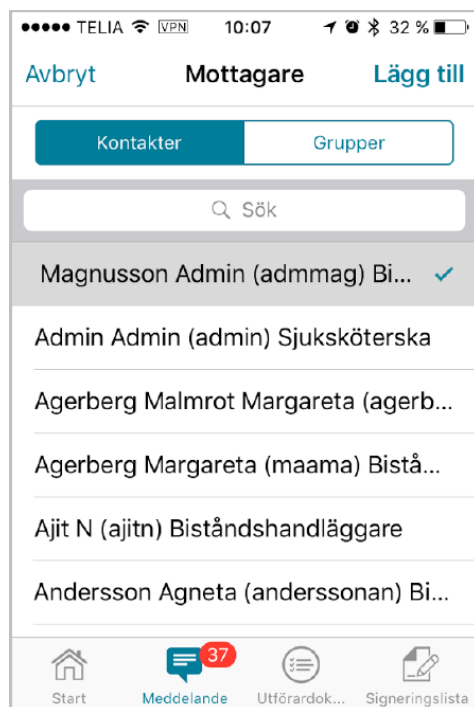 TELIA VPN 10:07 32 %
Avbryt Mottagare Lägg till
Kontakter Grupper
Sök
Magnusson Admin (admmag) Bi...
Admin Admin (admin) Sjuksköterska
Agerberg Malmrot Margareta (agerb...
Agerberg Margareta (maama) Bistå...
Ajit N (ajitn) Biståndshandläggare
Andersson Agneta (anderssonan) Bi...
37
Start Meddelande Utförardok... Signeringslista